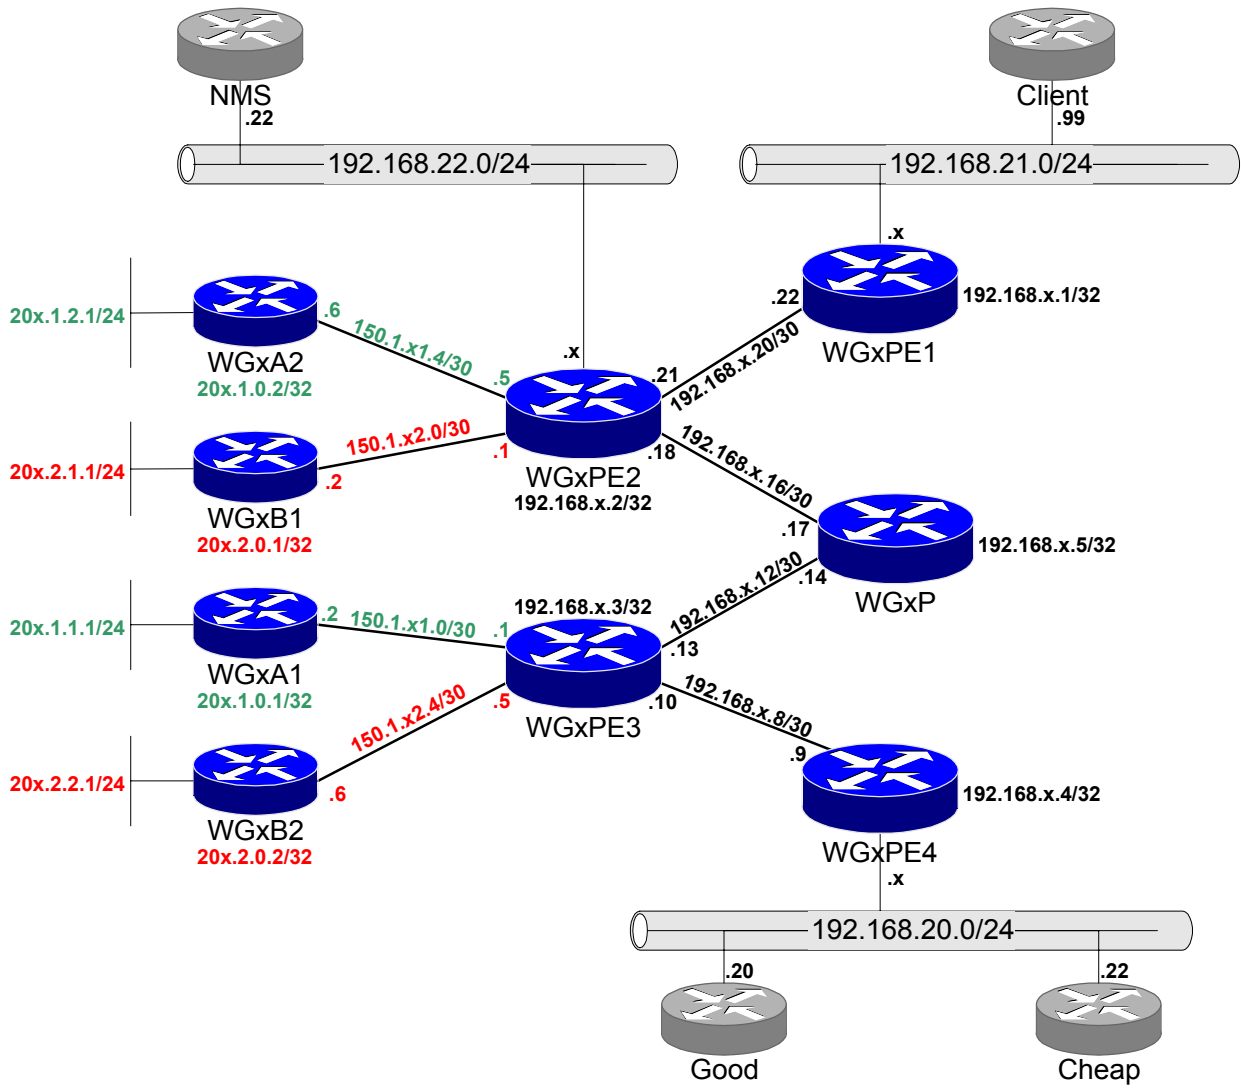 NMS
.22
192.168.22.0/24
Client
.99
192.168.21.0/24
.x
.22
192.168.x.1/32
WGxPE1
20x.1.2.1/24
.6
WGxA2
20x.1.0.2/32
150.1.x1.4/30
.5
.x
.21
192.168.x.20/30
20x.2.1.1/24
150.1.x2.0/30
.2
.1
WGxB1
20x.2.0.1/32
.18
WGxPE2
192.168.x.2/32
192.168.x.16/30
.17
192.168.x.5/32
.14
WGxP
20x.1.1.1/24
.2
150.1.x1.0/30
.1
WGxA1
20x.1.0.1/32
192.168.x.3/32
192.168.x.12/30
.13
.10
WGxPE3
.5
150.1.x2.4/30
20x.2.2.1/24
.6
WGxB2
20x.2.0.2/32
192.168.x.8/30
.9
192.168.x.4/32
WGxPE4
.x
192.168.20.0/24
.20
.22
Good
Cheap